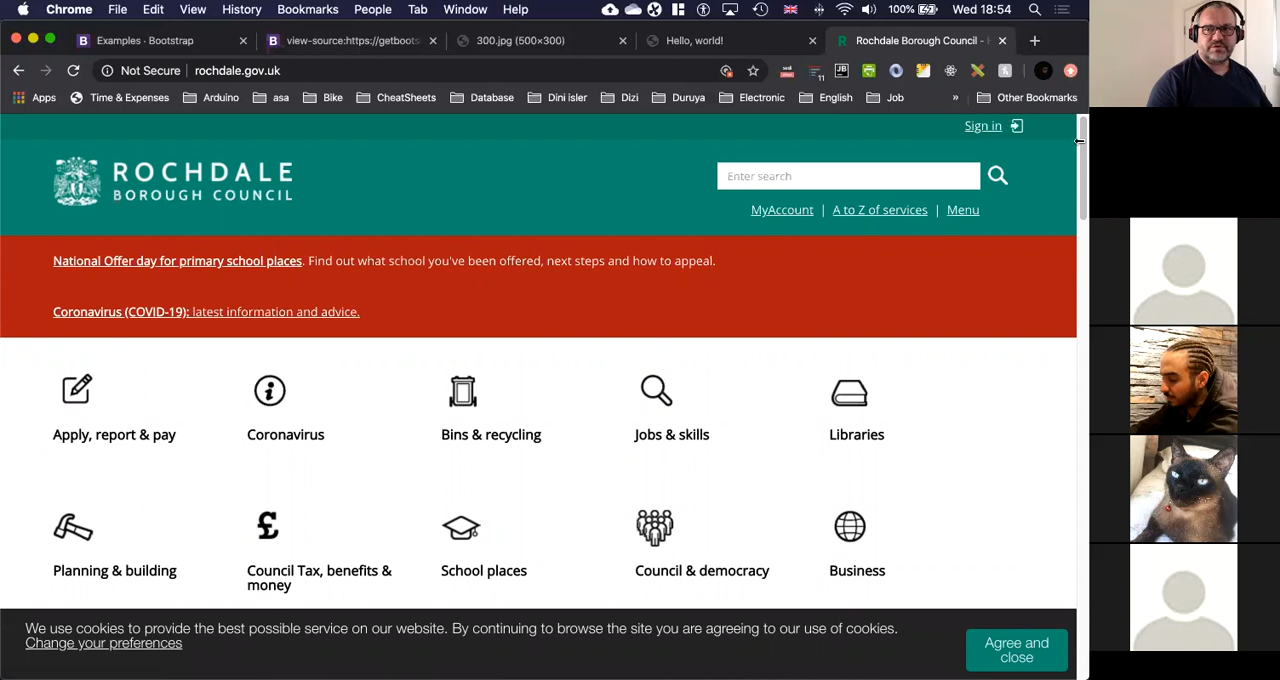 Chrome File Edit View History Bookmarks People Tab Window Help 100% Wed 18:54
Examples · Bootstrap view-source:https://getboots 300.jpg (500×300) Hello, world! Rochdale Borough Council -
Not Secure rochdale.gov.uk
Apps Time & Expenses Arduino asa Bike CheatSheets Database Dini isler Dizi Duruya Electronic English Job » Other Bookmarks
Sign in
ROCHDALE
BOROUGH COUNCIL
Enter search
MyAccount | A to Z of services | Menu
National Offer day for primary school places. Find out what school you've been offered, next steps and how to appeal.
Coronavirus (COVID-19): latest information and advice.
Apply, report & pay Coronavirus Bins & recycling Jobs & skills Libraries
Planning & building Council Tax, benefits & School places Council & democracy Business
money
We use cookies to provide the best possible service on our website. By continuing to browse the site you are agreeing to our use of cookies.
Change your preferences
Agree and
close